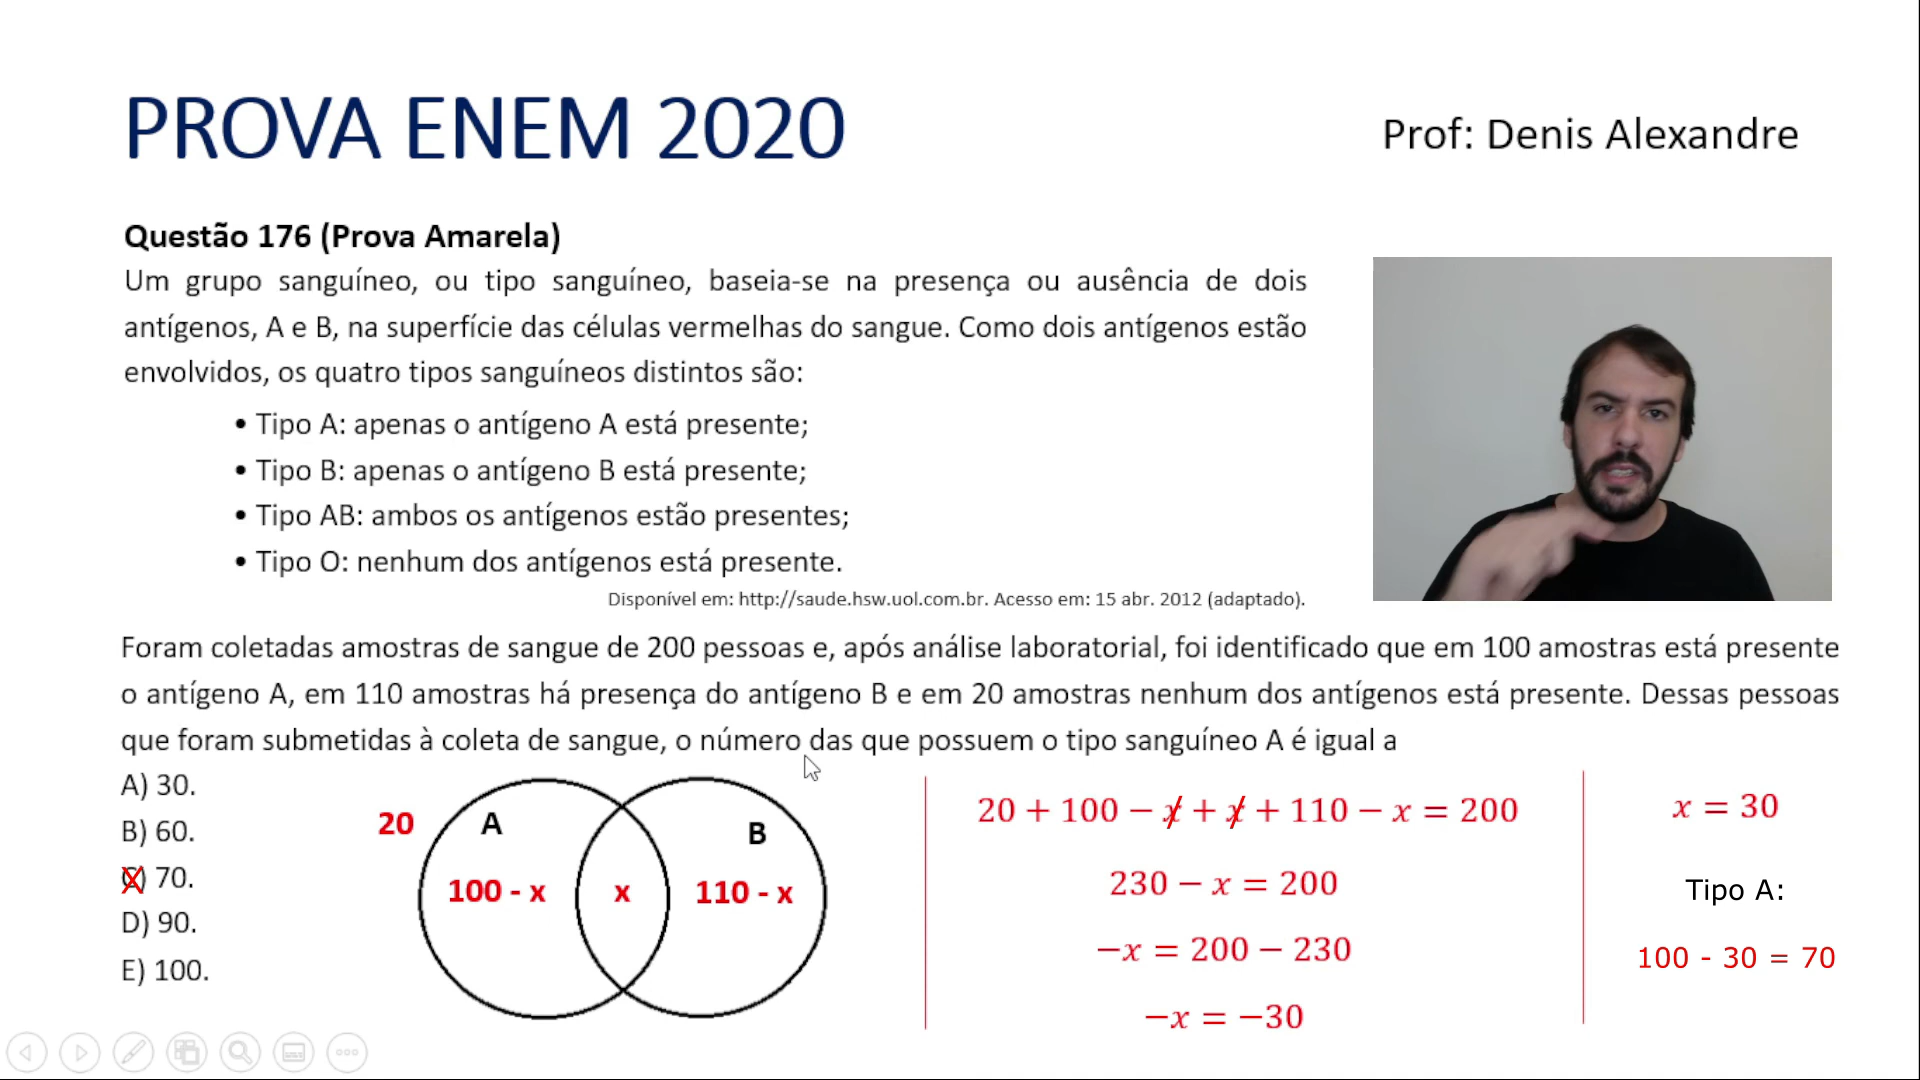 PROVA ENEM 2020
Prof: Denis Alexandre
Questão 176 (Prova Amarela)
Um grupo sanguíneo, ou tipo sanguíneo, baseia-se na presença ou ausência de dois
antígenos, A e B, na superfície das células vermelhas do sangue. Como dois antígenos estão
envolvidos, os quatro tipos sanguíneos distintos são:
• Tipo A: apenas o antígeno A está presente;
• Tipo B: apenas o antígeno B está presente;
• Tipo AB: ambos os antígenos estão presentes;
• Tipo O: nenhum dos antígenos está presente.
Disponível em: http://saude.hsw.uol.com.br. Acesso em: 15 abr. 2012 (adaptado).
Foram coletadas amostras de sangue de 200 pessoas e, após análise laboratorial, foi identificado que em 100 amostras está presente
o antígeno A, em 110 amostras há presença do antígeno B e em 20 amostras nenhum dos antígenos está presente. Dessas pessoas
que foram submetidas à coleta de sangue, o número das que possuem o tipo sanguíneo A é igual a
A) 30.
B) 60.
C) 70.
D) 90.
E) 100.
20
A
B
100 - x
x
110 - x
20 + 100 − x + x + 110 − x = 200
230 − x = 200
−x = 200 − 230
−x = −30
x = 30
Tipo A:
100 - 30 = 70